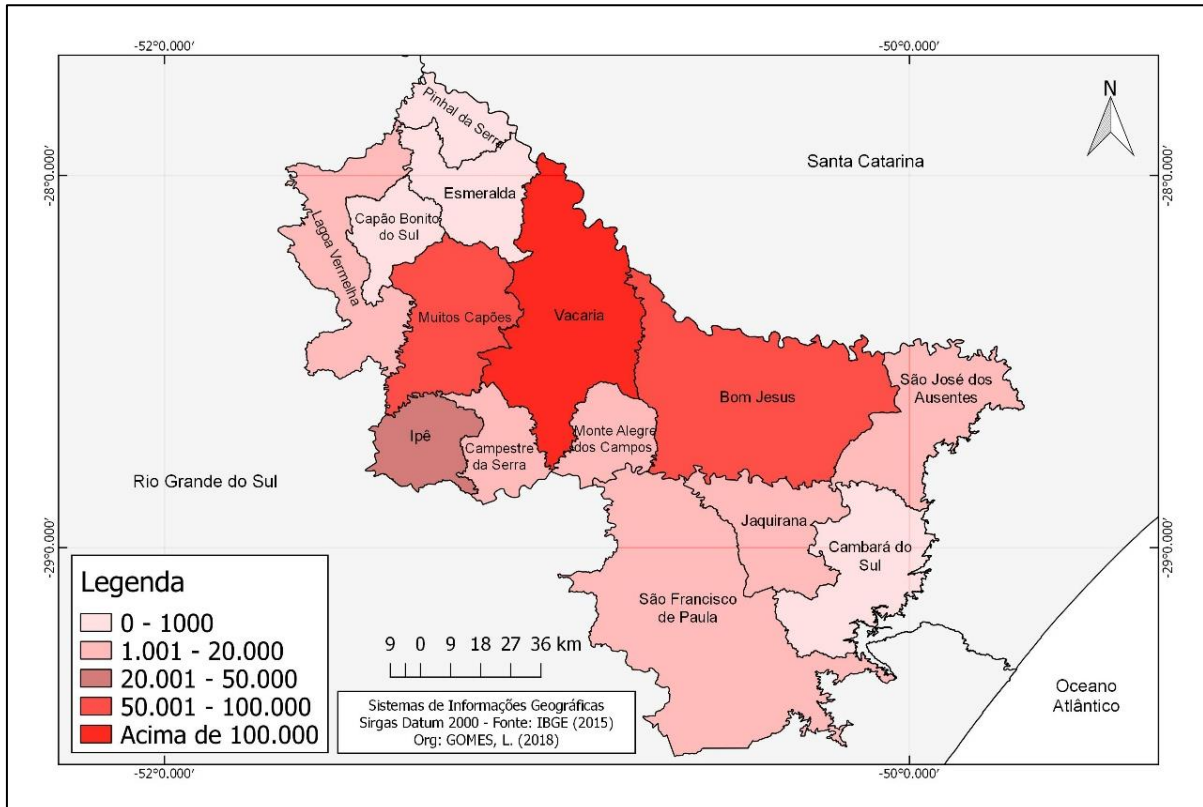 -52°0.000'
-50°0.000'
N
Pinhal da Serra
Santa Catarina
-28°0.000'
-28°0.000'
Esmeralda
Capão Bonito
do Sul
Lagoa Vermelha
Muitos Capões
Vacaria
São José dos
Ausentes
Bom Jesus
Ipê
Campestre
da Serra
Monte Alegre
dos Campos
Rio Grande do Sul
Jaquirana
-29°0.000'
-29°0.000'
Cambará do
Sul
São Francisco
de Paula
Legenda
0 - 1000
1.001 - 20.000
20.001 - 50.000
50.001 - 100.000
Acima de 100.000
9 0 9 18 27 36 km
Sistemas de Informações Geográficas
Sirgas Datum 2000 - Fonte: IBGE (2015)
Org: GOMES, L. (2018)
Oceano
Atlântico
-52°0.000'
-50°0.000'